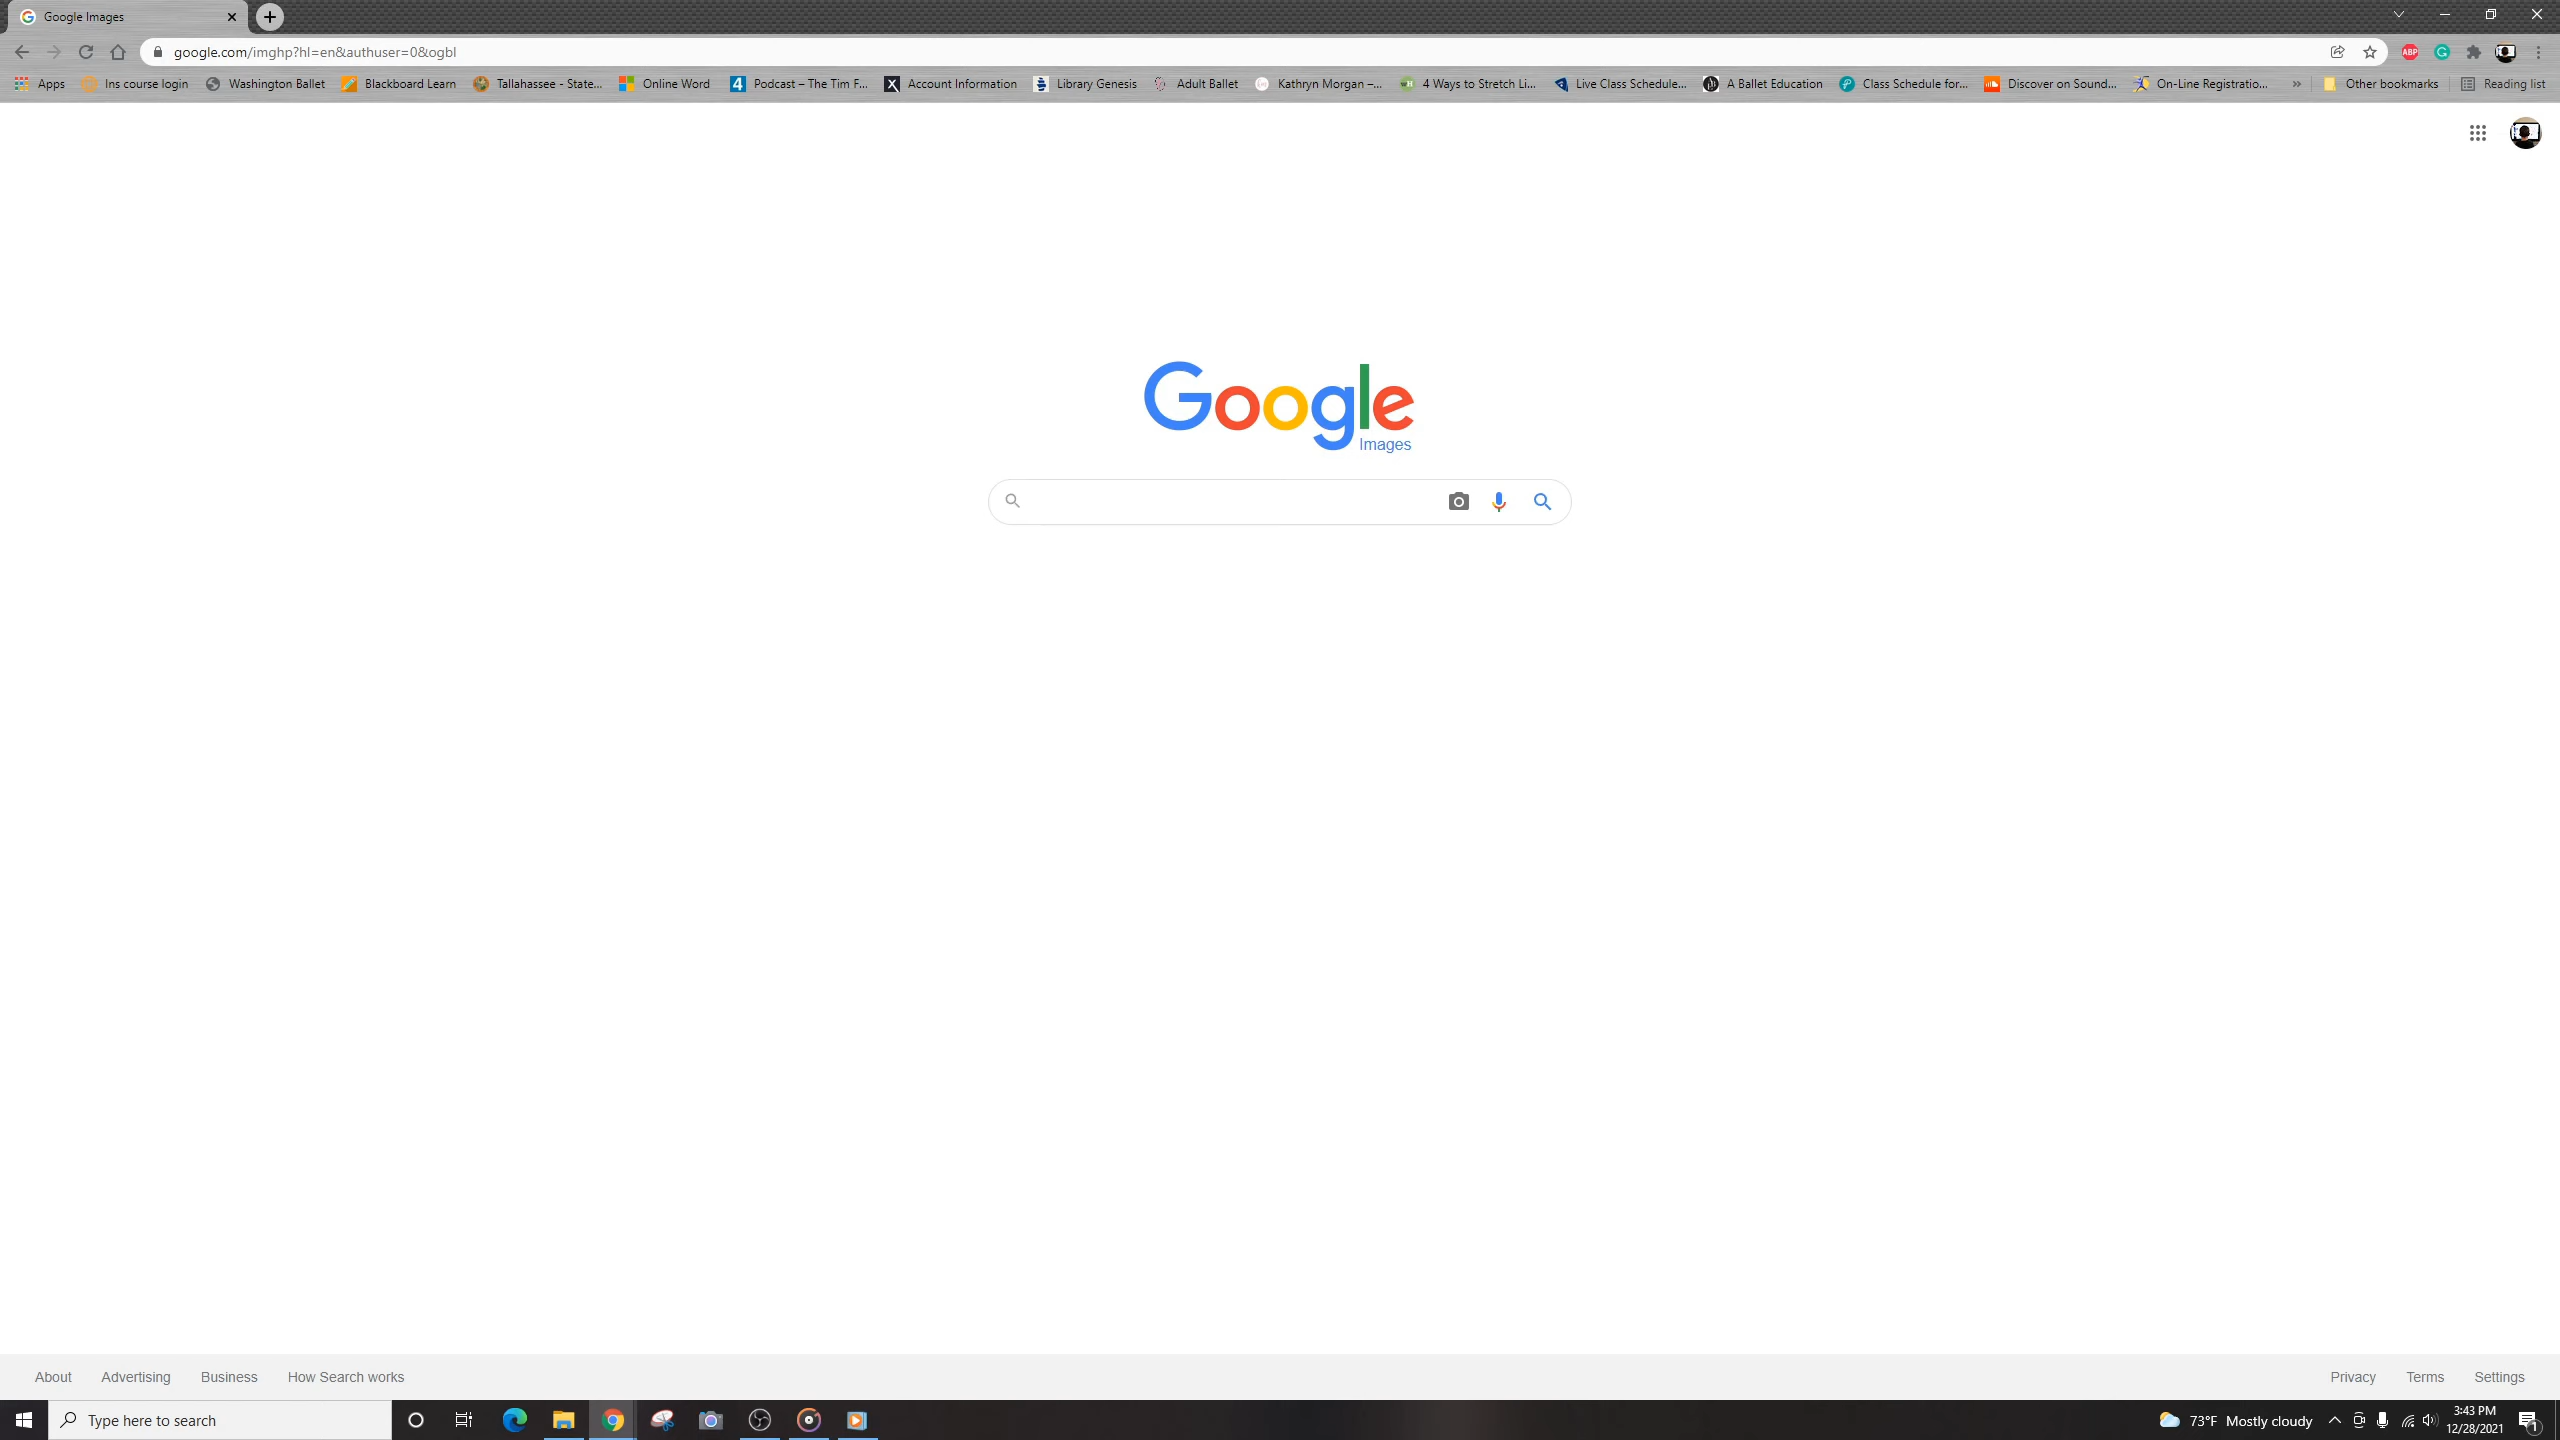 Google Images
google.com/imghp?hl=en&authuser=0&ogbl
ABP
Apps Ins course login Washington Ballet Blackboard Learn Tallahassee - State... Online Word 4 Podcast – The Tim F... X Account Information Library Genesis Adult Ballet Kathryn Morgan –... 4 Ways to Stretch Li... Live Class Schedule... A Ballet Education Class Schedule for... Discover on Sound... On-Line Registratio... » Other bookmarks Reading list
Google
Images
About Advertising Business How Search works Privacy Terms Settings
Type here to search 73°F Mostly cloudy 3:43 PM
12/28/2021
1